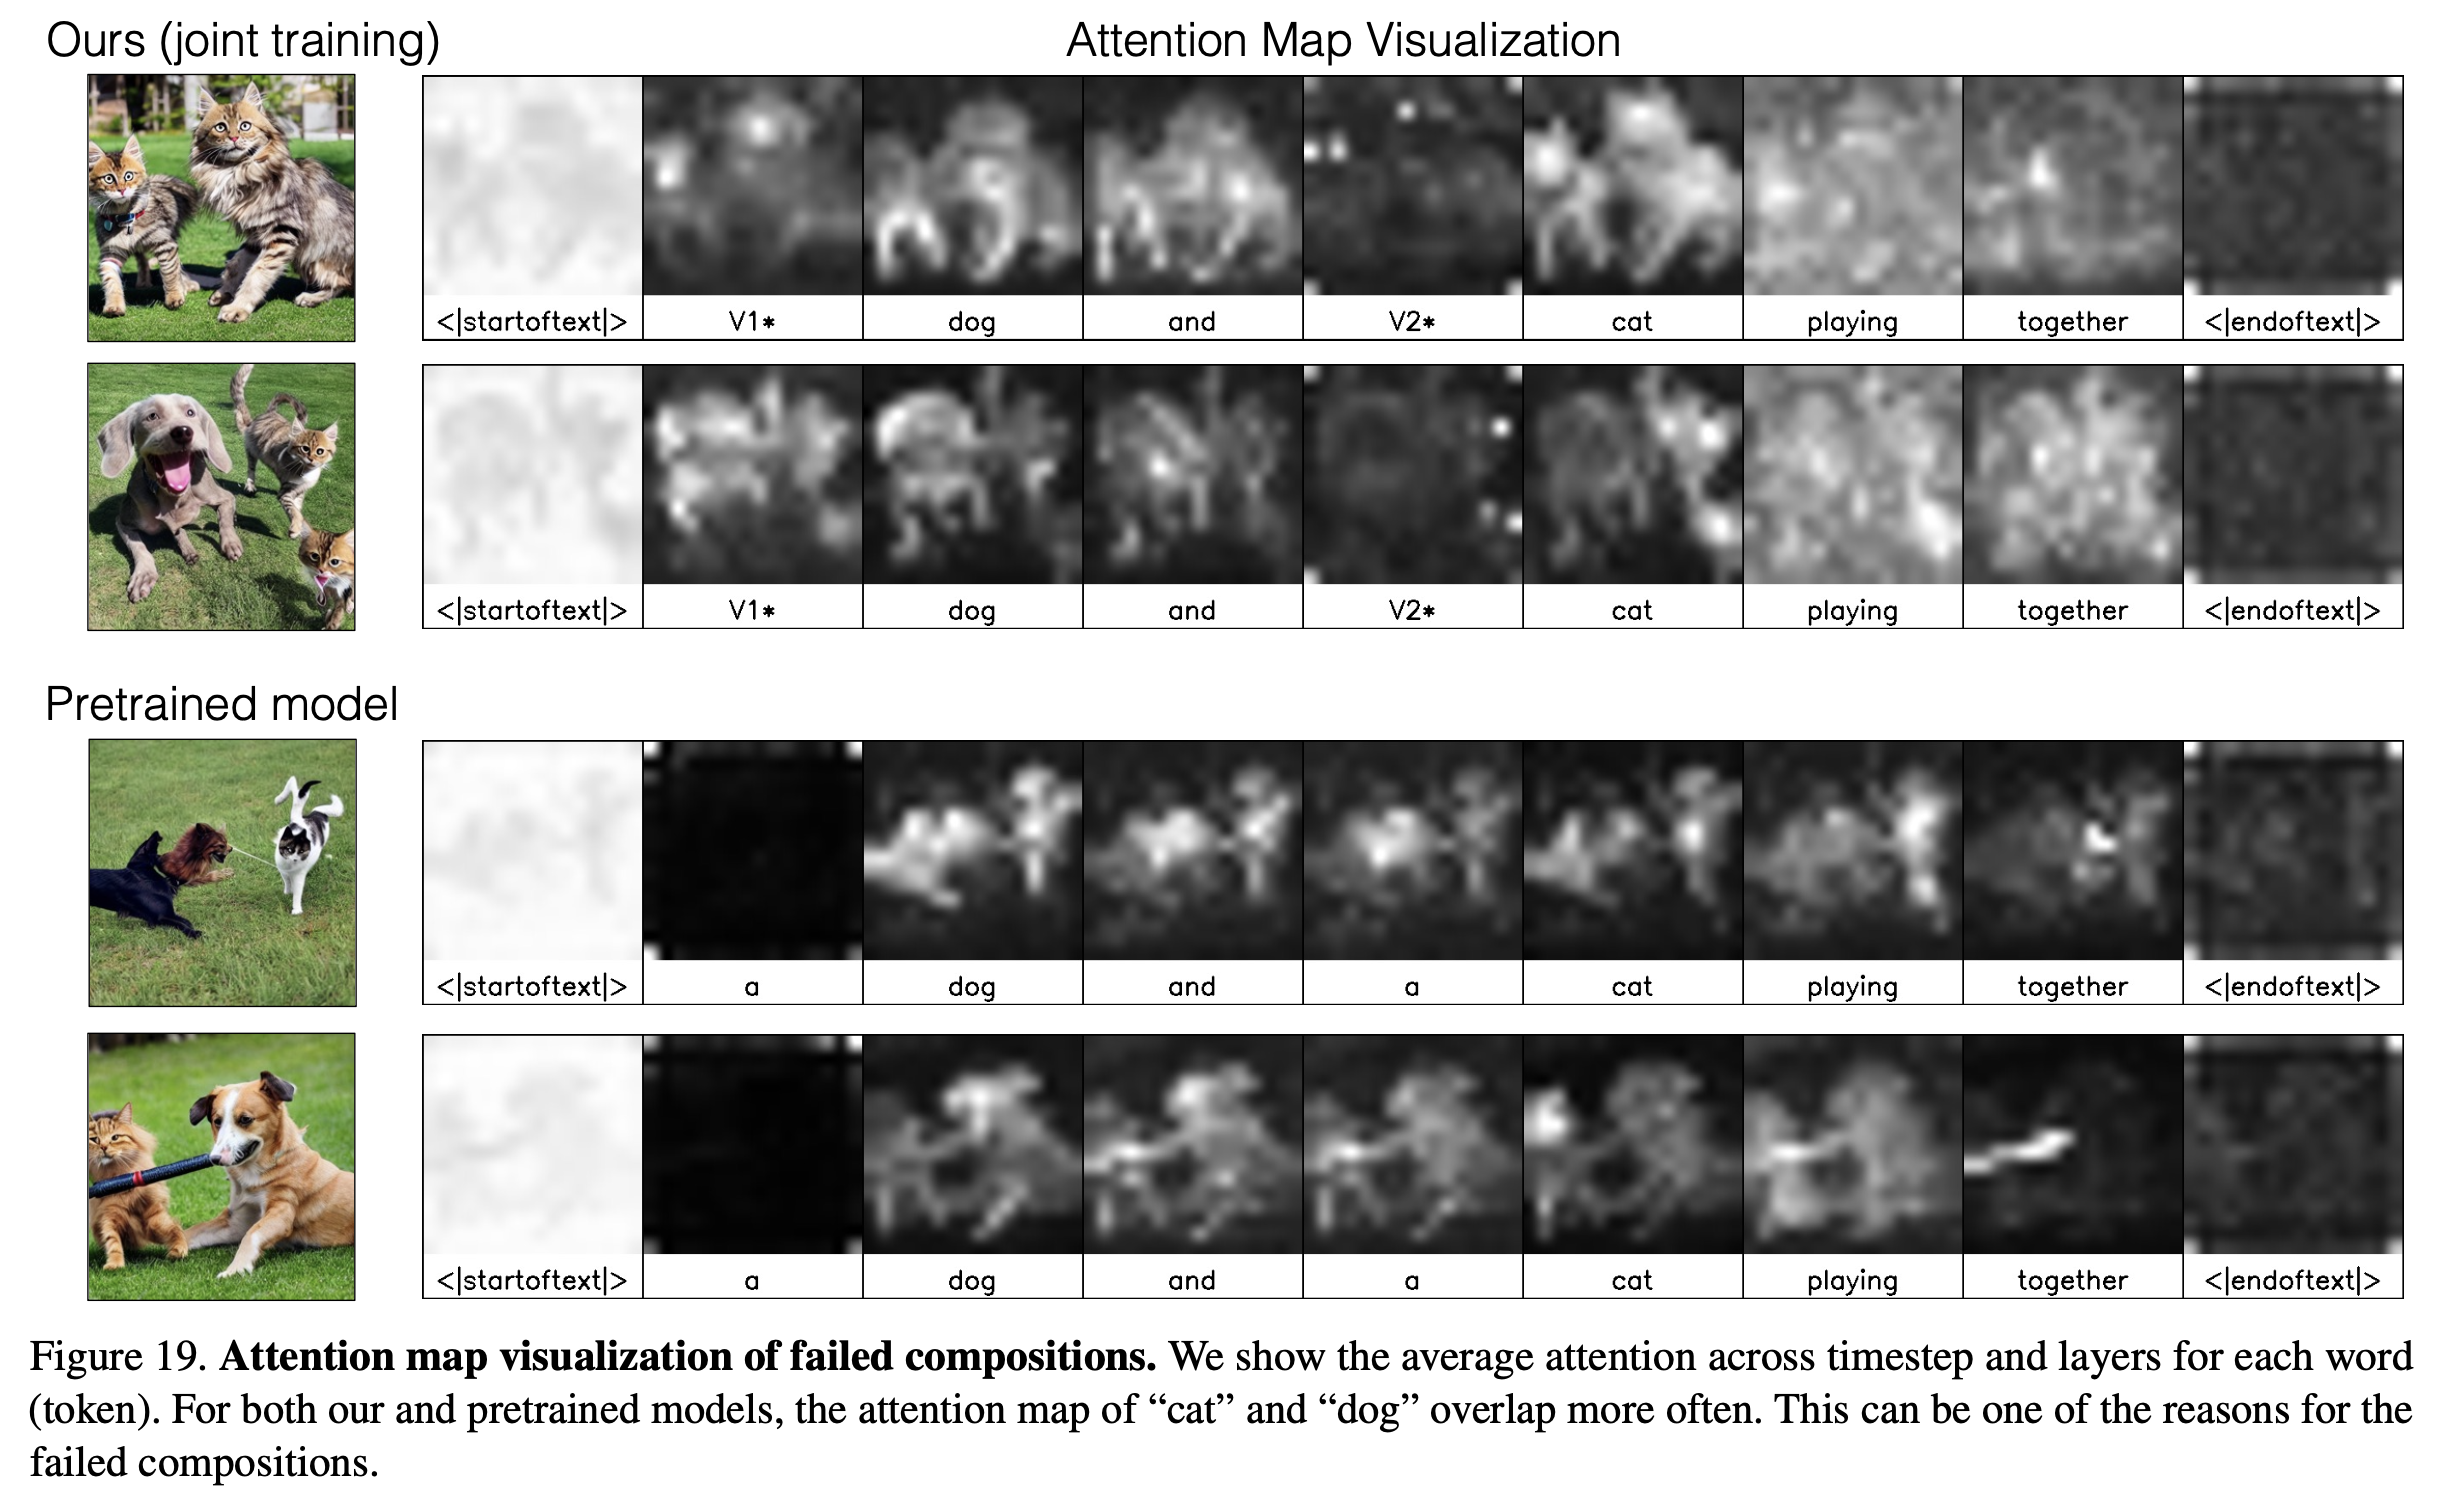 Ours (joint training)
Attention Map Visualization
<|startoftext|> V1* dog and V2* cat playing together <|endoftext|>
<|startoftext|> V1* dog and V2* cat playing together <|endoftext|>
Pretrained model
<|startoftext|> a dog and a cat playing together <|endoftext|>
<|startoftext|> a dog and a cat playing together <|endoftext|>
Figure 19. Attention map visualization of failed compositions. We show the average attention across timestep and layers for each word
(token). For both our and pretrained models, the attention map of “cat” and “dog” overlap more often. This can be one of the reasons for the
failed compositions.